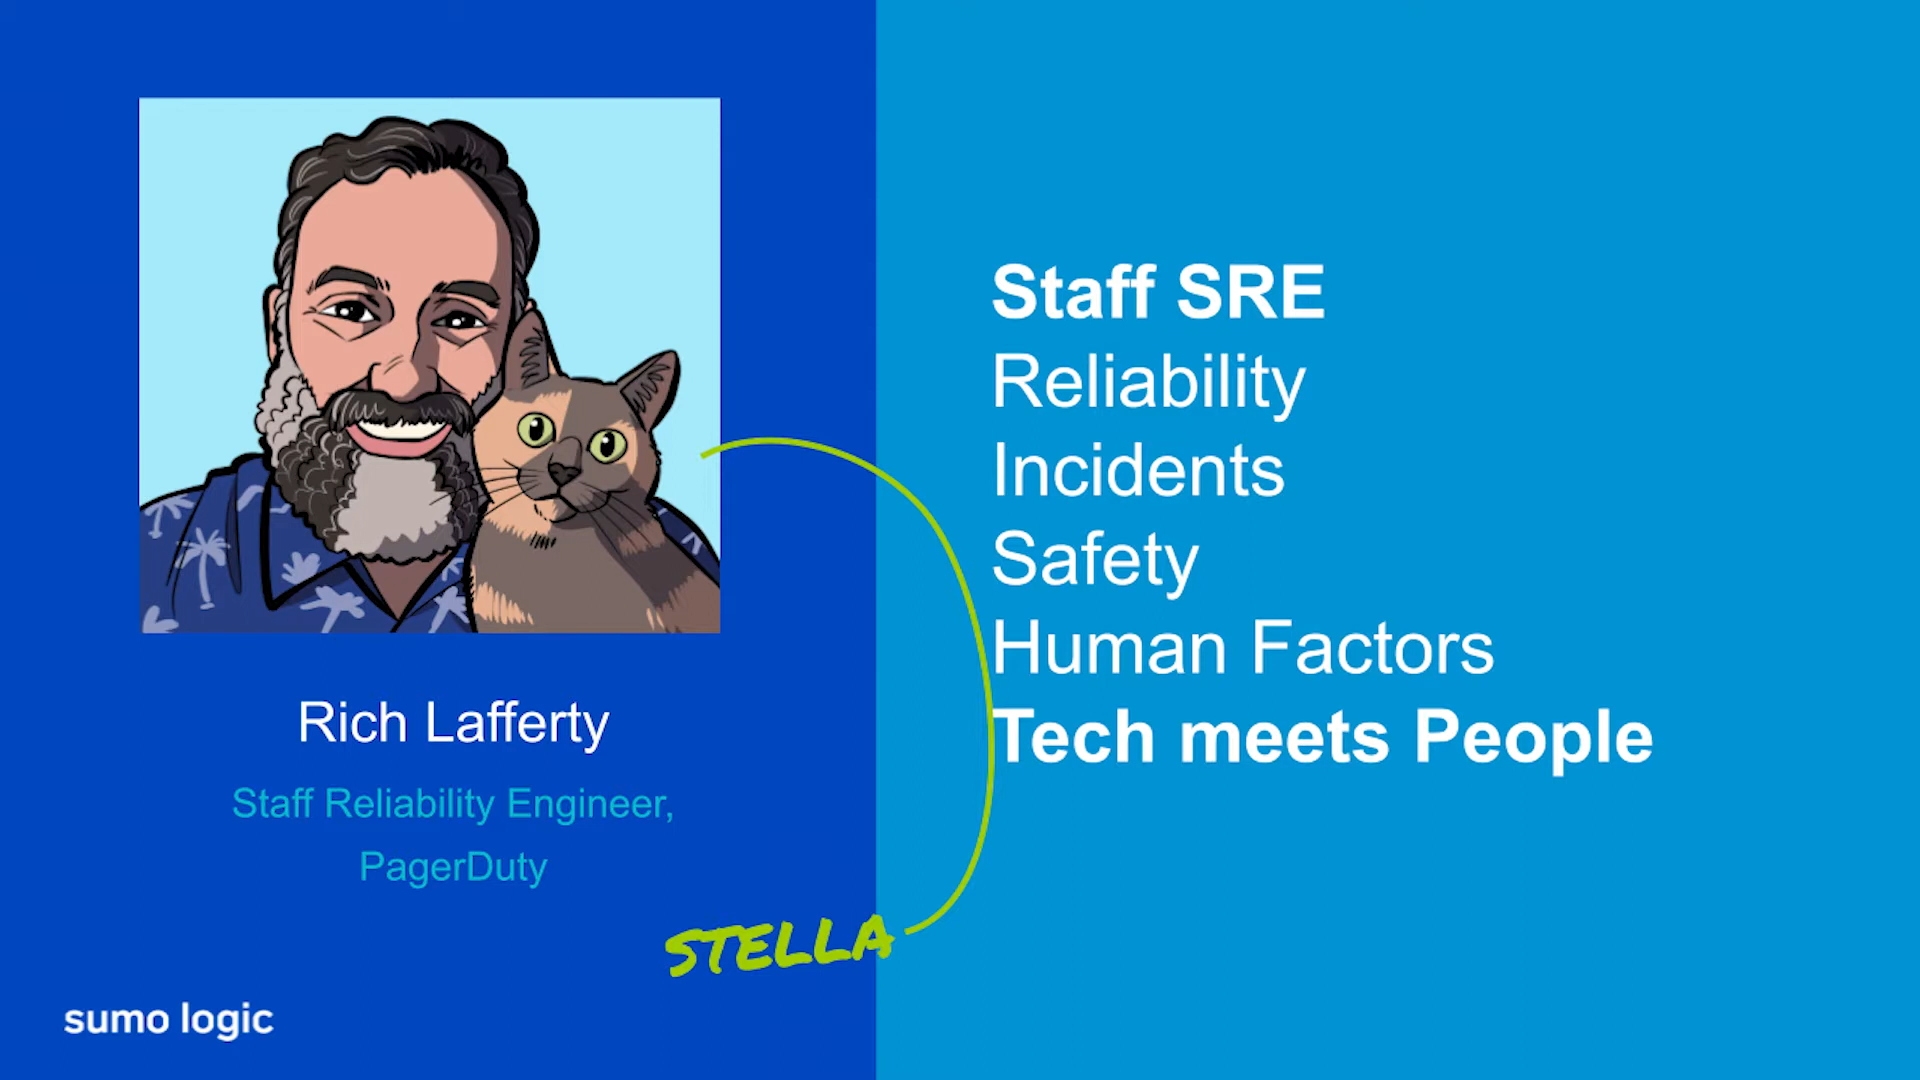 Rich Lafferty
Staff Reliability Engineer,
PagerDuty
STELLA
sumo logic
Staff SRE
Reliability
Incidents
Safety
Human Factors
Tech meets People